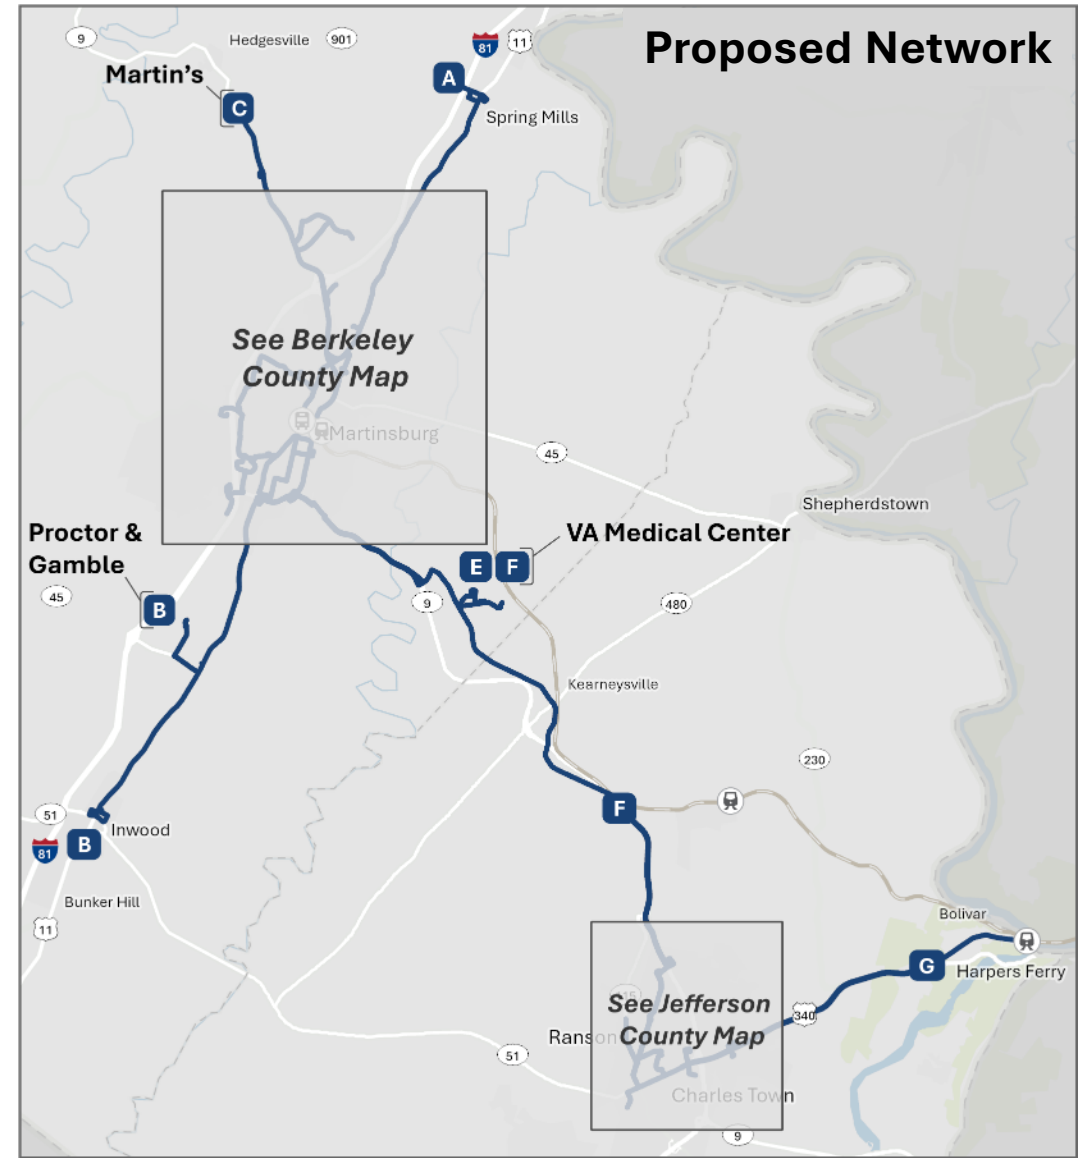 Proposed Network
9
Hedgesville
901
81
11
Martin's
A
C
Spring Mills
See Berkeley
County Map
Martinsburg
45
Shepherdstown
Proctor &
Gamble
VA Medical Center
E
F
45
B
9
480
Kearneysville
230
51
F
Inwood
81
B
Bunker Hill
11
Bolivar
G
Harpers Ferry
115
See Jefferson
County Map
340
Ranson
51
Charles Town
9